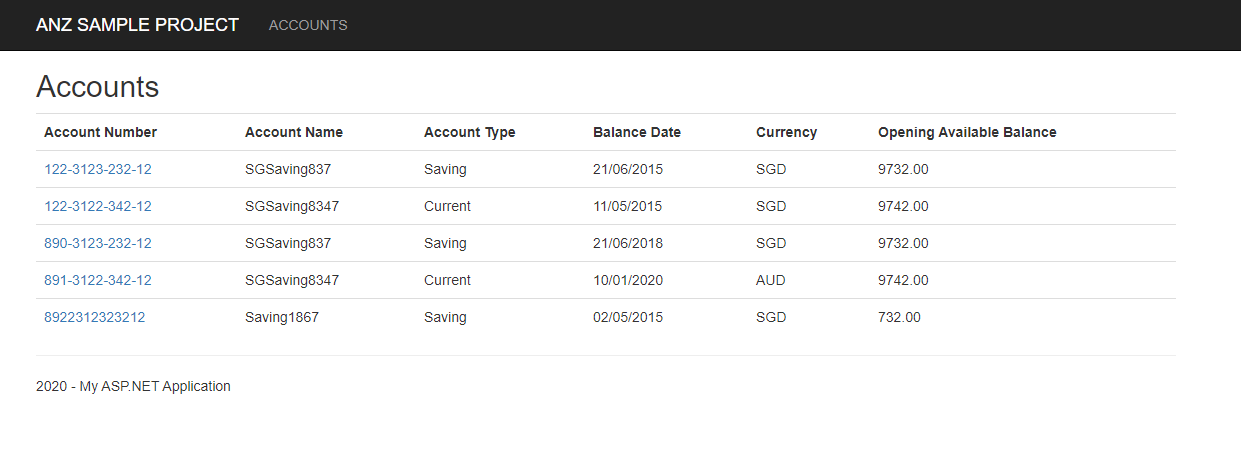 ANZ SAMPLE PROJECT ACCOUNTS
Accounts
Account Number Account Name Account Type Balance Date Currency Opening Available Balance
122-3123-232-12 SGSaving837 Saving 21/06/2015 SGD 9732.00
122-3122-342-12 SGSaving8347 Current 11/05/2015 SGD 9742.00
890-3123-232-12 SGSaving837 Saving 21/06/2018 SGD 9732.00
891-3122-342-12 SGSaving8347 Current 10/01/2020 AUD 9742.00
8922312323212 Saving1867 Saving 02/05/2015 SGD 732.00
2020 - My ASP.NET Application